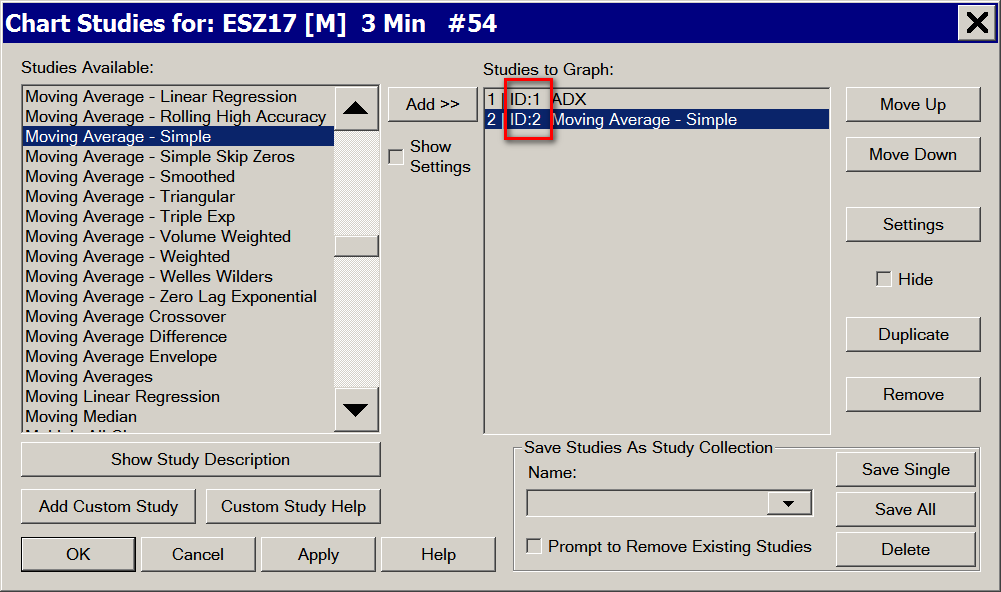 Chart Studies for: ESZ17 [M]  3 Min   #54
Studies Available:
Moving Average - Linear Regression
Moving Average - Rolling High Accuracy
Moving Average - Simple
Moving Average - Simple Skip Zeros
Moving Average - Smoothed
Moving Average - Triangular
Moving Average - Triple Exp
Moving Average - Volume Weighted
Moving Average - Weighted
Moving Average - Welles Wilders
Moving Average - Zero Lag Exponential
Moving Average Crossover
Moving Average Difference
Moving Average Envelope
Moving Averages
Moving Linear Regression
Moving Median
Show Study Description
Add Custom Study
Custom Study Help
OK
Cancel
Apply
Help
Add >>
Show
Settings
Studies to Graph:
1 | ID:1 | ADX
2 | ID:2 | Moving Average - Simple
Move Up
Move Down
Settings
Hide
Duplicate
Remove
Save Studies As Study Collection
Name:
Prompt to Remove Existing Studies
Save Single
Save All
Delete